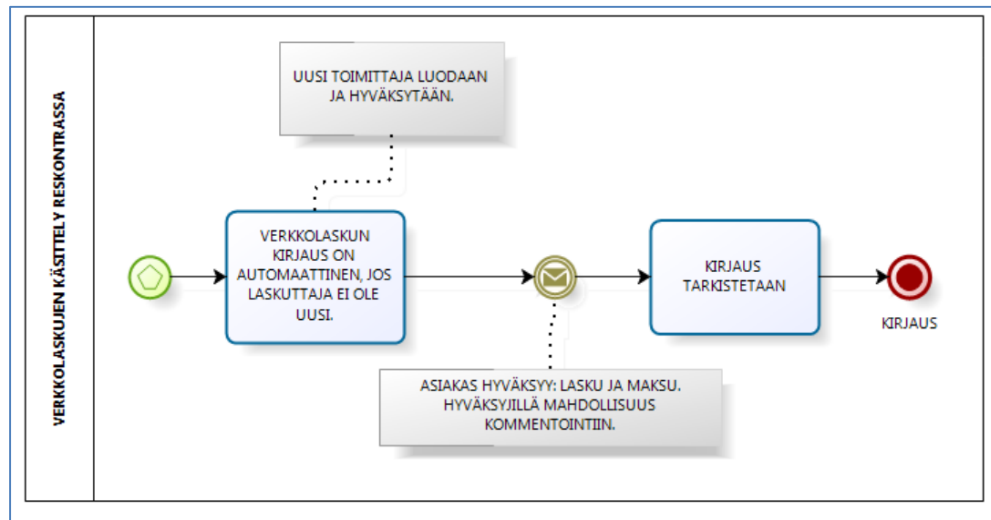 VERKKOLASKUJEN KÄSITTELY RESKONTRASSA
UUSI TOIMITTAJA LUODAAN
JA HYVÄKSYTÄÄN.
VERKKOLASKUN
KIRJAUS ON
AUTOMAATTINEN, JOS
LASKUTTAJA EI OLE
UUSI.
KIRJAUS
TARKISTETAAN
KIRJAUS
ASIAKAS HYVÄKSYY: LASKU JA MAKSU.
HYVÄKSYJILLÄ MAHDOLLISUUS
KOMMENTOINTIIN.